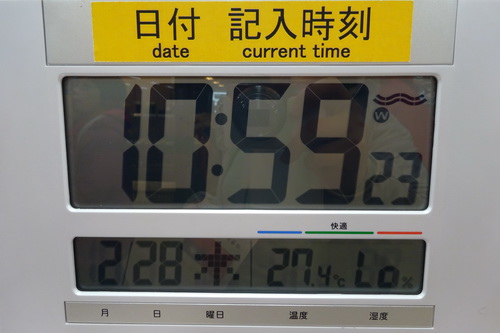 日付 記入時刻
date current time
10:59 23
W
快適
2/28 木 27.4℃ Lo%
月 日 曜日 温度 湿度